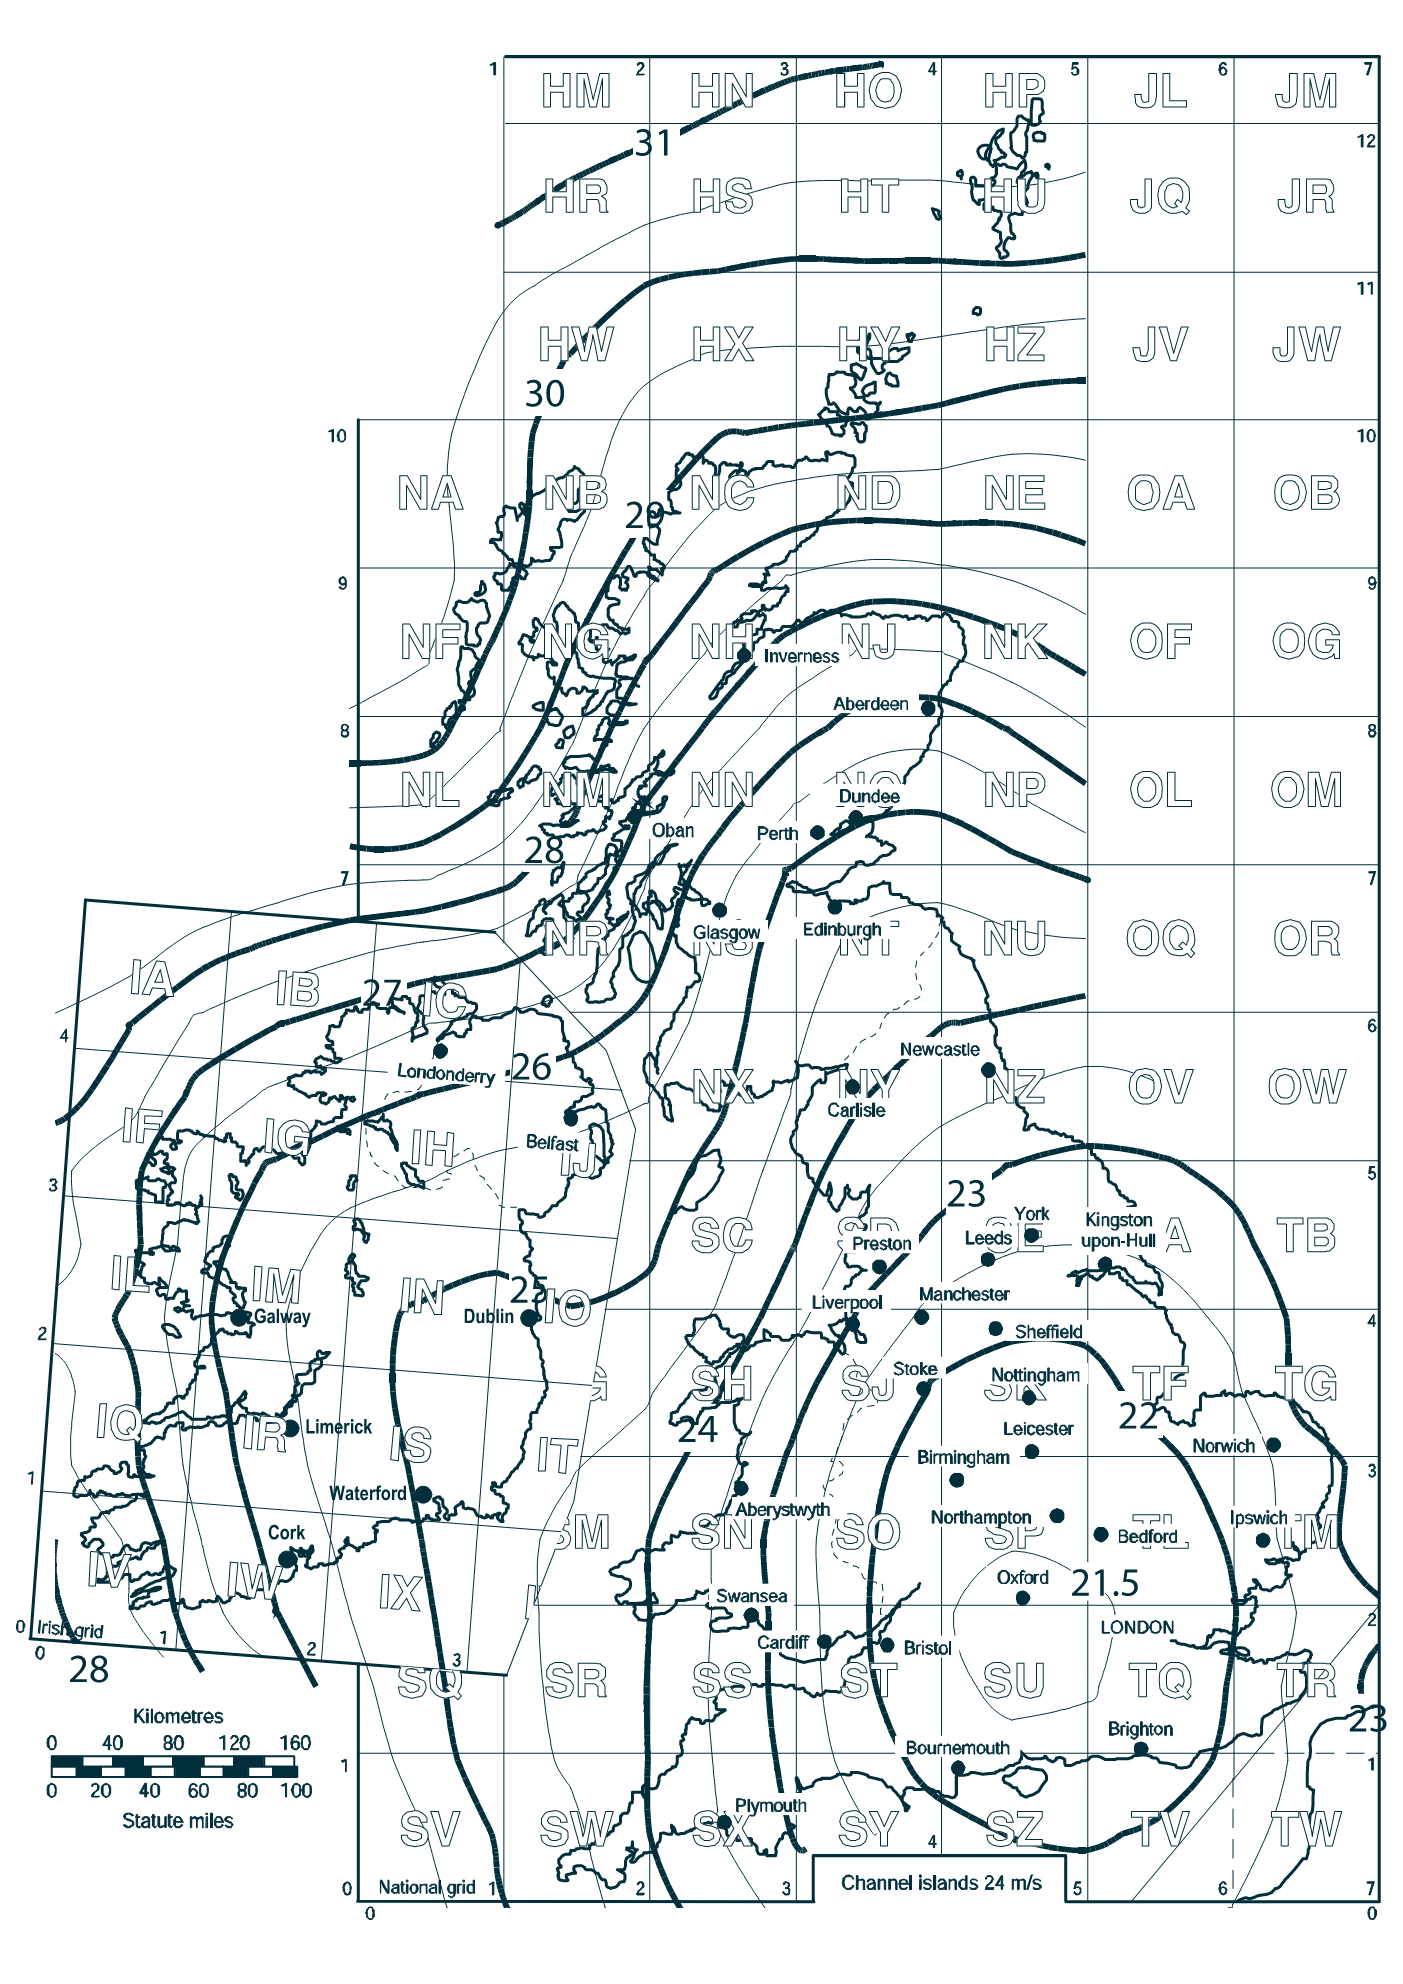 1 2 3 4 5 6 7
HM HN HO HP JL JM
31
12
HR HS HT HU JQ JR
11
HW HX HY HZ JV JW
30
10 10
NA NB NC ND NE OA OB
29
9 9
NF NG NH NJ NK OF OG
Inverness
Aberdeen
8 8
NL NM NN NO NP OL OM
Dundee
Oban Perth
28
7 7
Glasgow Edinburgh
NR NS NT NU OQ OR
IA IB 27 IC
4 6
Newcastle
Londonderry 26
NX NY NZ OV OW
Carlisle
IF IG IH Belfast IJ
3 5
23
York Kingston
upon-Hull
SC SD Preston Leeds SE TA TB
IL IM IN 25 IO
Galway Dublin
Liverpool Manchester
2 4
Sheffield
Stoke Nottingham
G SH SJ SK TF TG
22
24
IQ IR Limerick IS IT
Leicester Norwich
Birmingham
1 3
Waterford
Aberystwyth
Northampton Ipswich
Cork
SM SN SO SP Bedford TL TM
IV IW IX I
Oxford 21.5
Swansea
2
0 Irish grid
0 1 2 3
Cardiff Bristol LONDON
28
SQ SR SS ST SU TQ TR
Kilometres
0 40 80 120 160
0 20 40 60 80 100
Statute miles
23
Brighton
Bournemouth
1 1
Plymouth
SV SW SX SY SZ TV TW
4
Channel islands 24 m/s
0 National grid 1 2 3 5 6 7
0 0